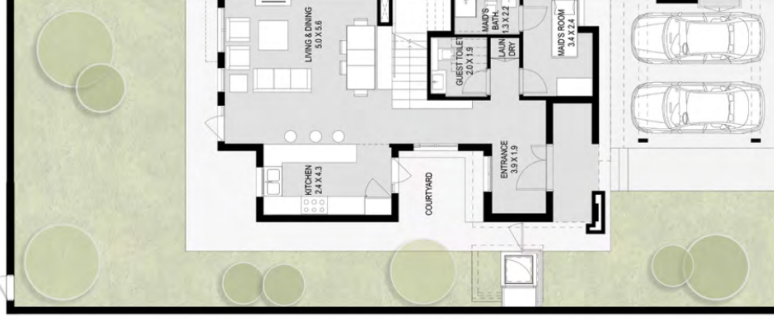 LIVING & DINING
5.0 X 5.6
MAID'S
BATH
1.3 X 2.2
MAID'S ROOM
3.4 X 2.4
GUEST TOILET
2.0 X 1.9
LAUN
DRY
KITCHEN
2.4 X 4.3
COURTYARD
ENTRANCE
3.9 X 1.9